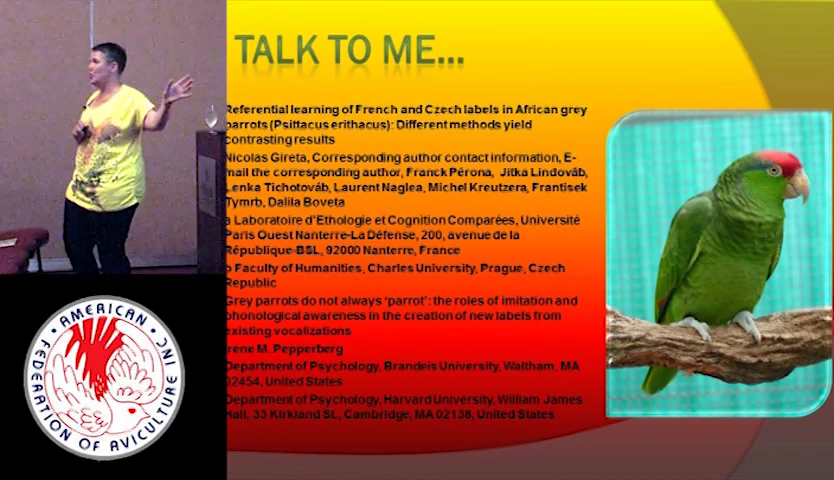 TALK TO ME...
Referential learning of French and Czech labels in African grey
parrots (Psittacus erithacus): Different methods yield
contrasting results
Nicolas Gireta, Corresponding author contact information, E-
mail the corresponding author, Franck Pérona, Jitka Lindováb,
Lenka Tichotováb, Laurent Naglea, Michel Kreutzera, Frantisek
Tymrb, Dalila Boveta
a Laboratoire d'Ethologie et Cognition Comparées, Université
Paris Ouest Nanterre-La Défense, 200, avenue de la
République-BSL, 92000 Nanterre, France
b Faculty of Humanities, Charles University, Prague, Czech
Republic
Grey parrots do not always 'parrot': the roles of imitation and
phonological awareness in the creation of new labels from
existing vocalizations
Irene M. Pepperberg
Department of Psychology, Brandeis University, Waltham, MA
02454, United States
Department of Psychology, Harvard University, William James
Hall, 33 Kirkland St., Cambridge, MA 02138, United States
AMERICAN
FEDERATION OF AVICULTURE INC